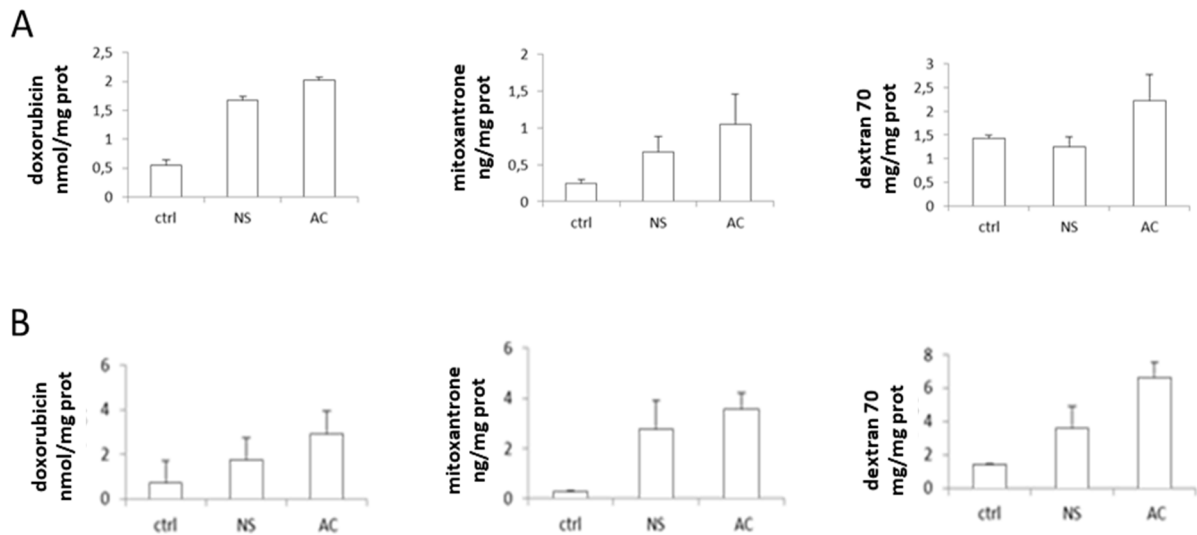 A
doxorubicin
nmol/mg prot
2,5
2
1,5
1
0,5
0
ctrl NS AC
mitoxantrone
ng/mg prot
2
1,5
1
0,5
0
ctrl NS AC
dextran 70
mg/mg prot
3
2,5
2
1,5
1
0,5
0
ctrl NS AC
B
doxorubicin
nmol/mg prot
6
4
2
0
ctrl NS AC
mitoxantrone
ng/mg prot
6
4
2
0
ctrl NS AC
dextran 70
mg/mg prot
8
6
4
2
0
ctrl NS AC